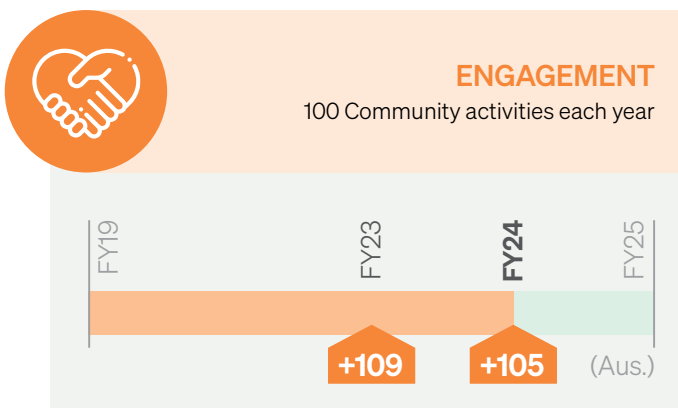 ENGAGEMENT
100 Community activities each year
FY19
FY23
FY24
FY25
+109
+105
(Aus.)